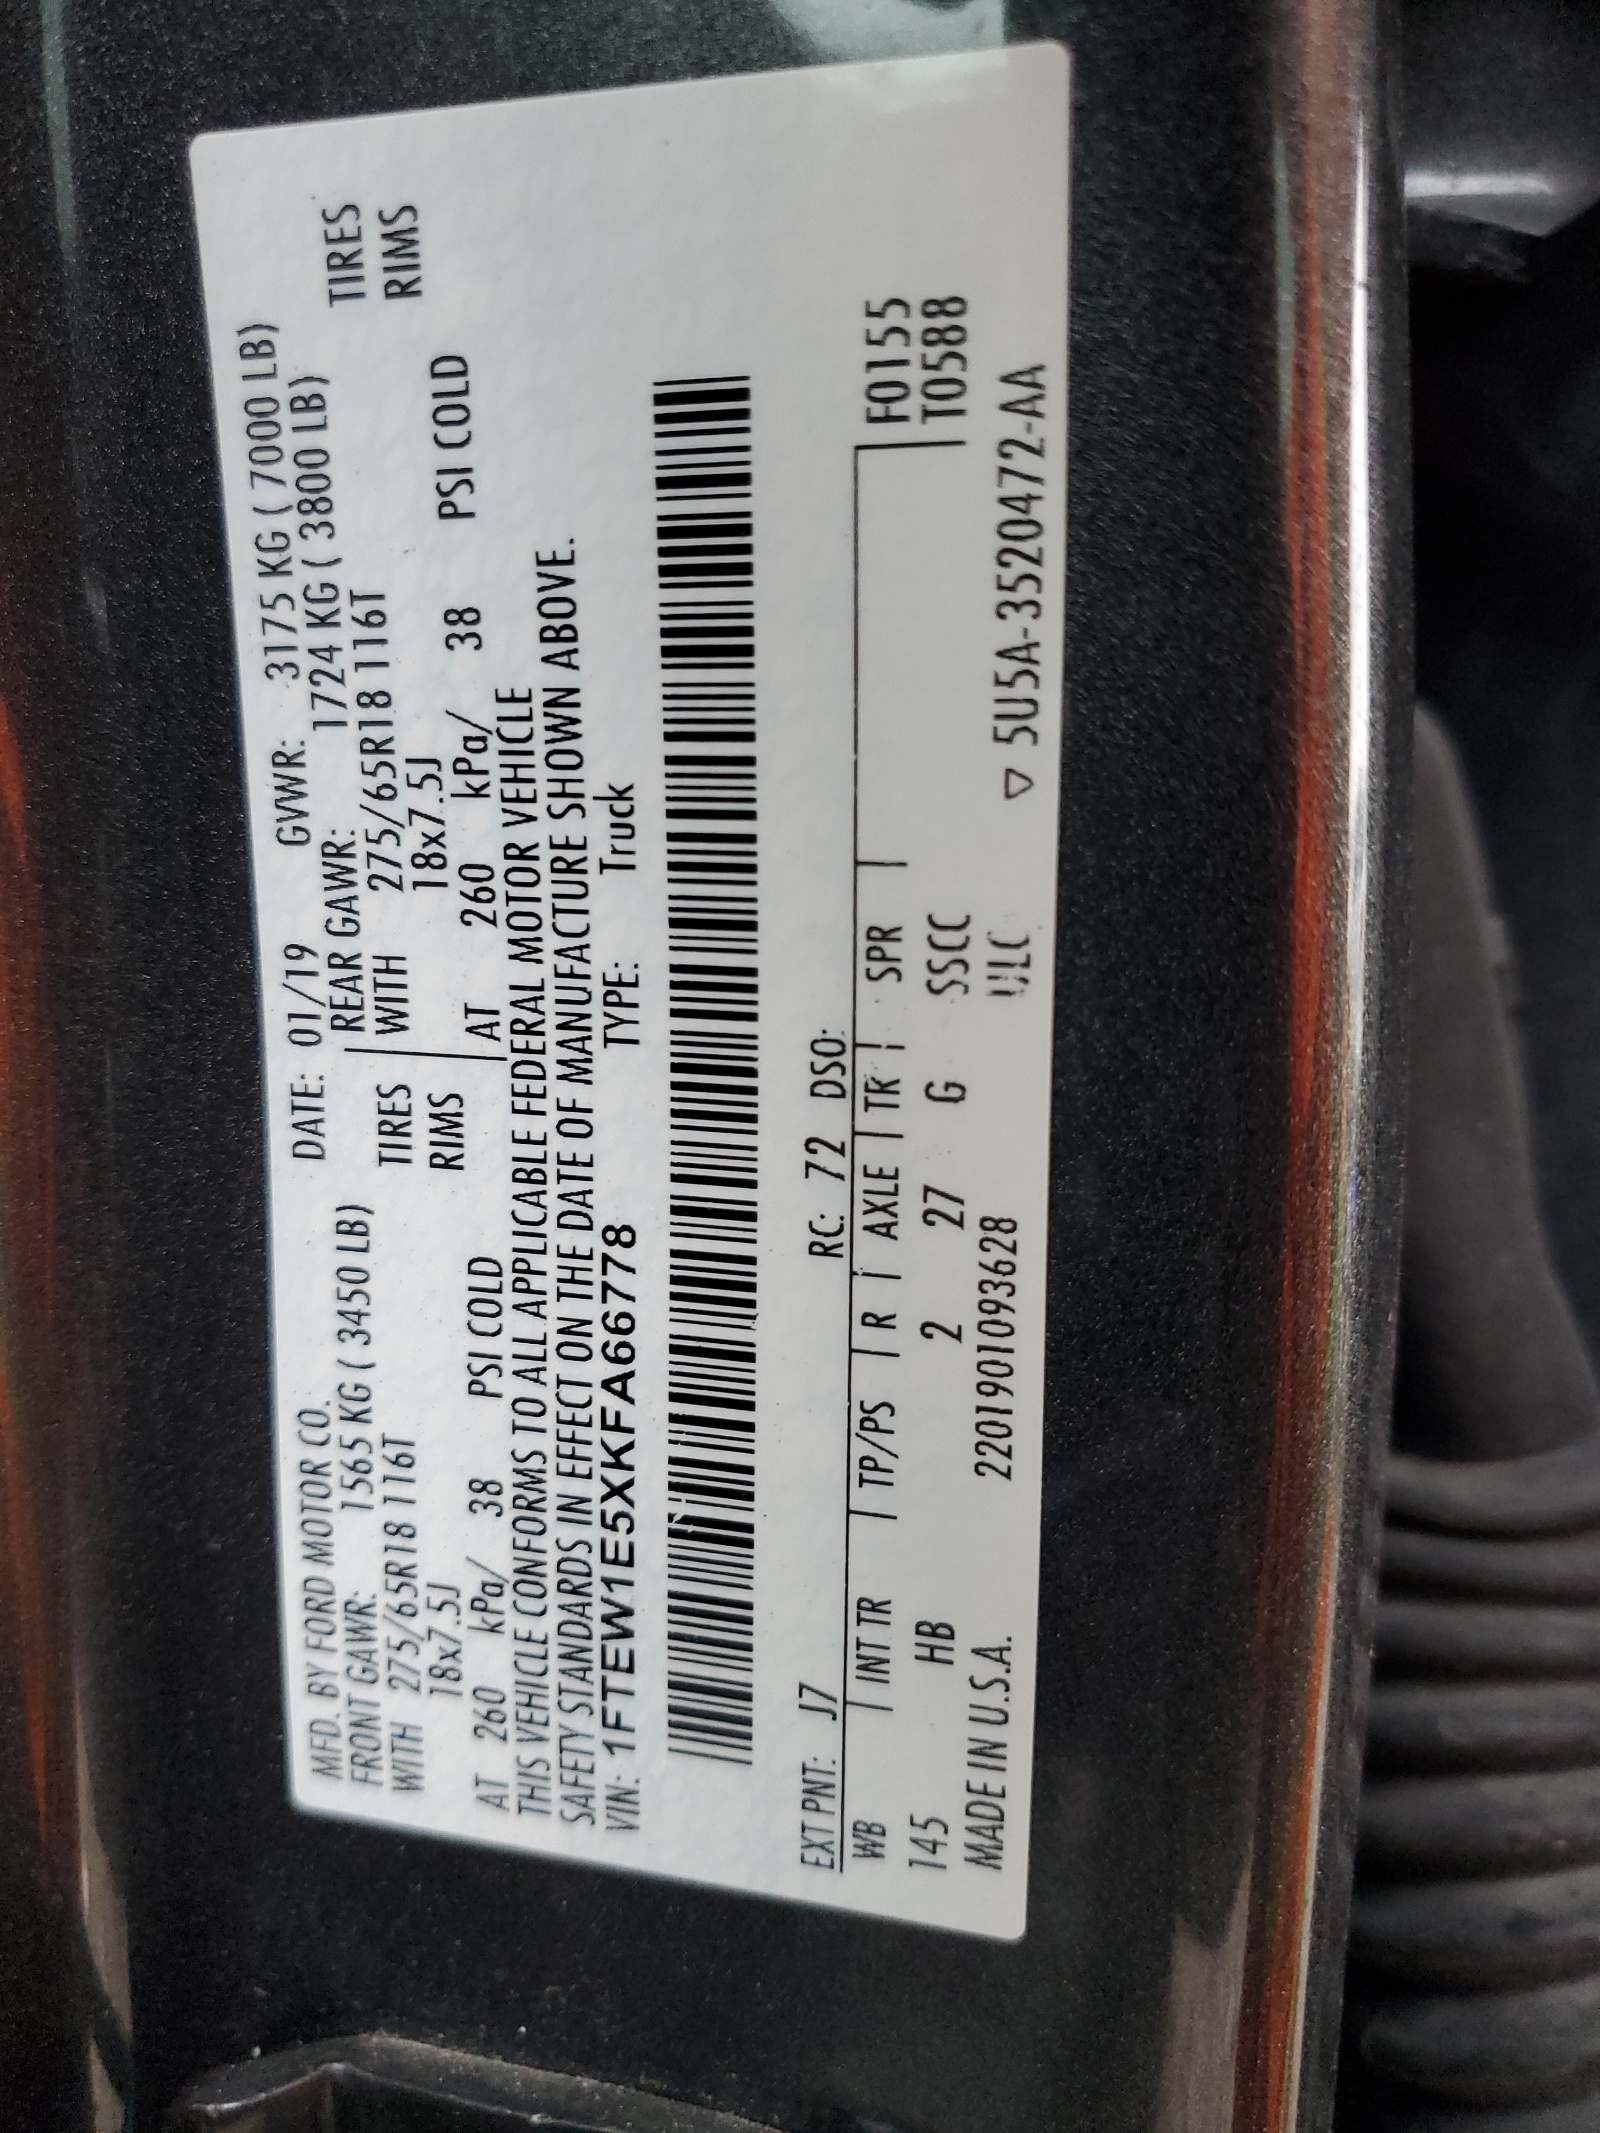 MFD. BY FORD MOTOR CO. DATE: 01/19 GVWR: 3175 KG ( 7000 LB)
FRONT GAWR: 1565 KG ( 3450 LB) REAR GAWR: 1724 KG ( 3800 LB)
WITH 275/65R18 116T TIRES WITH 275/65R18 116T TIRES
18x7.5J RIMS 18x7.5J RIMS
AT 260 kPa/ 38 PSI COLD AT 260 kPa/ 38 PSI COLD
THIS VEHICLE CONFORMS TO ALL APPLICABLE FEDERAL MOTOR VEHICLE
SAFETY STANDARDS IN EFFECT ON THE DATE OF MANUFACTURE SHOWN ABOVE.
VIN: 1FTEW1E5XKFA66778 TYPE: Truck
EXT PNT: J7 RC: 72 DSO:
WB | INT TR | TP/PS | R | AXLE | TR | SPR | F0155
145 HB 2 27 G SSCC T0588
MADE IN U.S.A. 2201901093628 ULC ▽ 5U5A-3520472-AA